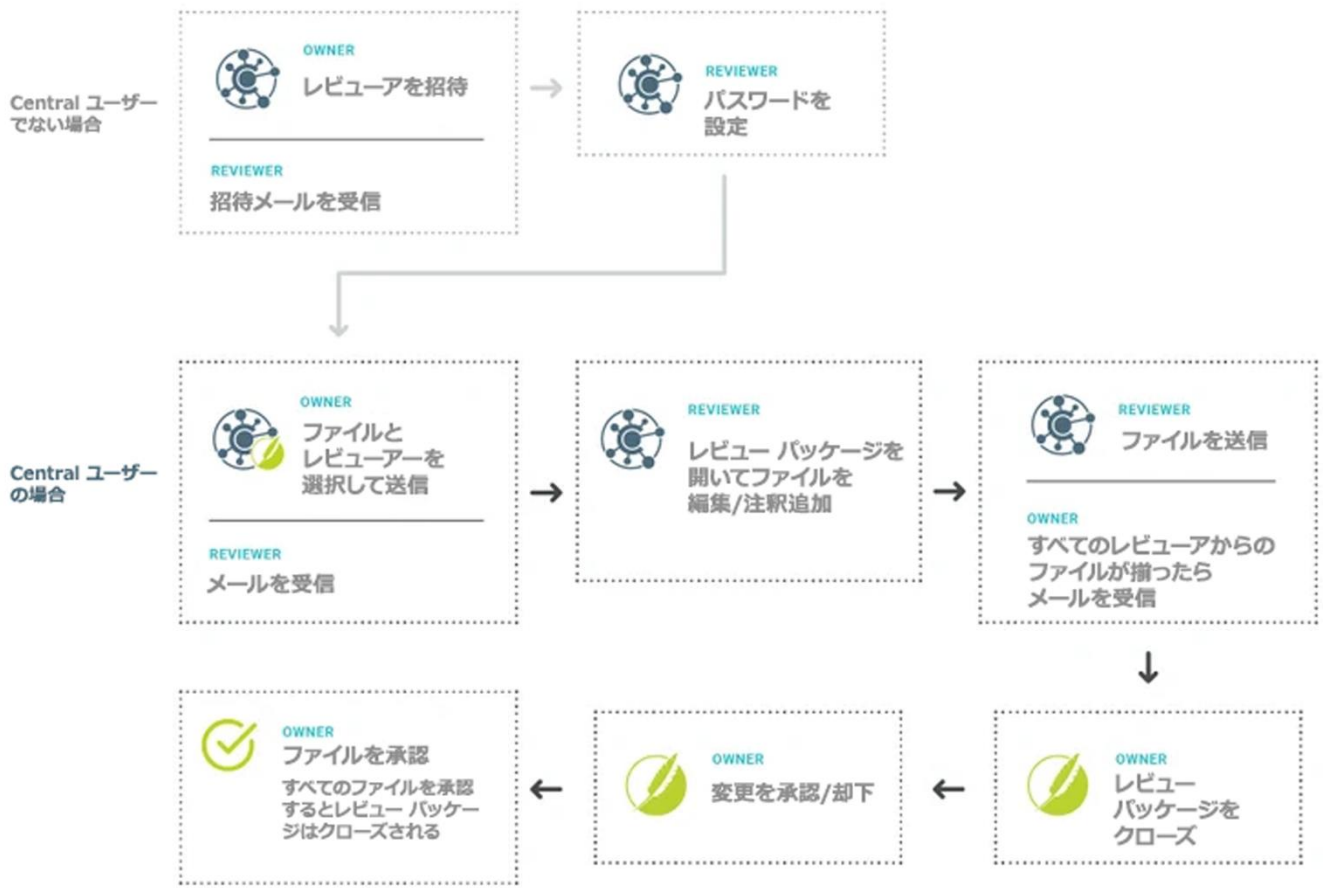 Central ユーザー
でない場合
OWNER
レビューアを招待
REVIEWER
招待メールを受信
REVIEWER
パスワードを
設定
Central ユーザー
の場合
OWNER
ファイルと
レビューアーを
選択して送信
REVIEWER
メールを受信
REVIEWER
レビュー パッケージを
開いてファイルを
編集/注釈追加
REVIEWER
ファイルを送信
OWNER
すべてのレビューアからの
ファイルが揃ったら
メールを受信
OWNER
レビュー
パッケージを
クローズ
OWNER
変更を承認/却下
OWNER
ファイルを承認
すべてのファイルを承認
するとレビュー パッケー
ジはクローズされる